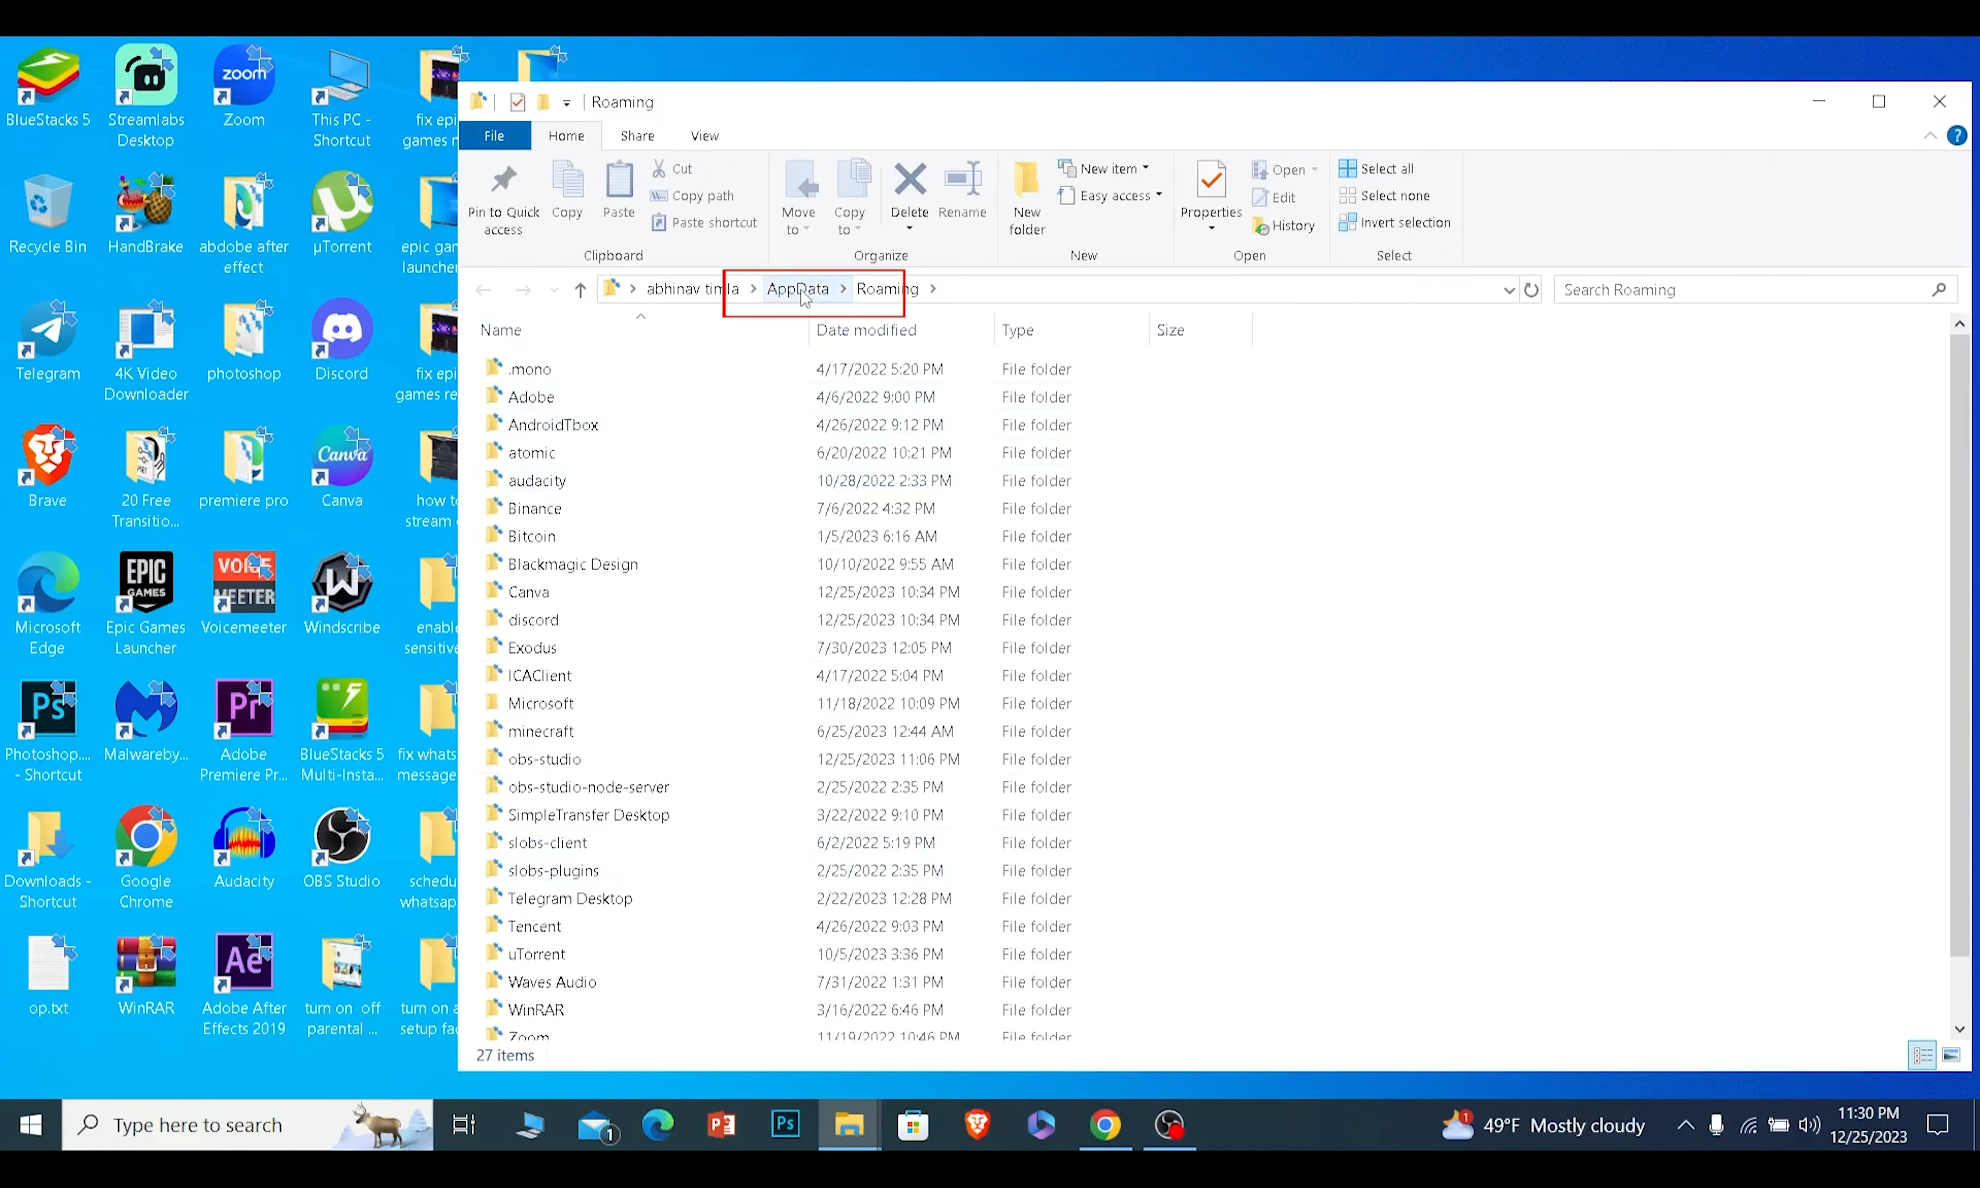 Roaming
File
Home
Share
View
Pin to Quick
access
Copy
Paste
Cut
Copy path
Paste shortcut
Clipboard
Move
to
Copy
to
Delete
Rename
Organize
New
folder
New item
Easy access
New
Properties
Open
Edit
History
Open
Select all
Select none
Invert selection
Select
abhinav timla
AppData
Roaming
Search Roaming
Name
Date modified
Type
Size
.mono 4/17/2022 5:20 PM File folder
Adobe 4/6/2022 9:00 PM File folder
AndroidTbox 4/26/2022 9:12 PM File folder
atomic 6/20/2022 10:21 PM File folder
audacity 10/28/2022 2:33 PM File folder
Binance 7/6/2022 4:32 PM File folder
Bitcoin 1/5/2023 6:16 AM File folder
Blackmagic Design 10/10/2022 9:55 AM File folder
Canva 12/25/2023 10:34 PM File folder
discord 12/25/2023 10:34 PM File folder
Exodus 7/30/2023 12:05 PM File folder
ICAClient 4/17/2022 5:04 PM File folder
Microsoft 11/18/2022 10:09 PM File folder
minecraft 6/25/2023 12:44 AM File folder
obs-studio 12/25/2023 11:06 PM File folder
obs-studio-node-server 2/25/2022 2:35 PM File folder
SimpleTransfer Desktop 3/22/2022 9:10 PM File folder
slobs-client 6/2/2022 5:19 PM File folder
slobs-plugins 2/25/2022 2:35 PM File folder
Telegram Desktop 2/22/2023 12:28 PM File folder
Tencent 4/26/2022 9:03 PM File folder
uTorrent 10/5/2023 3:36 PM File folder
Waves Audio 7/31/2022 1:31 PM File folder
WinRAR 3/16/2022 6:46 PM File folder
Zoom 11/19/2022 10:46 PM File folder
27 items
BlueStacks 5
Streamlabs
Desktop
zoom
Zoom
This PC -
Shortcut
fix epi
games
Recycle Bin
HandBrake
abdobe after
effect
µTorrent
epic gan
launcher
Telegram
4K Video
Downloader
photoshop
Discord
fix epi
games re
Brave
20 Free
Transitio...
premiere pro
Canva
Canva
how to
stream
Microsoft
Edge
EPIC
GAMES
Epic Games
Launcher
VOICE
MEETER
Voicemeeter
Windscribe
enable
sensitive
Ps
Photoshop....
- Shortcut
Malwareby...
Pr
Adobe
Premiere Pr...
BlueStacks 5
Multi-Insta...
fix whats
message
Downloads -
Shortcut
Google
Chrome
Audacity
OBS Studio
schedu
whatsap
op.txt
WinRAR
Ae
Adobe After
Effects 2019
turn on off
parental ...
turn on a
setup fac
Type here to search
1
Ps
1
49°F Mostly cloudy
11:30 PM
12/25/2023